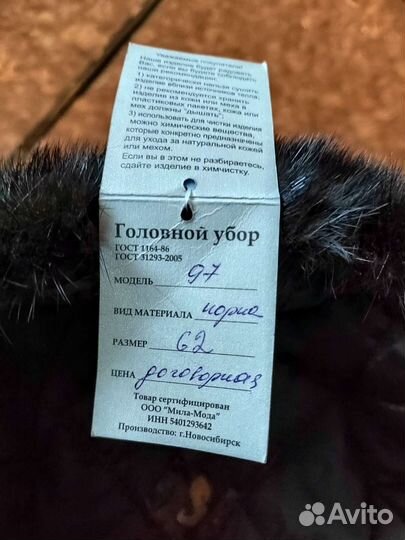 Уважаемые покупатели!
Наше изделие будет радовать
Вас, если вы будете соблюдать
наши рекомендации:
1) категорически нельзя сушить
изделие вблизи источников тепла;
2) не рекомендуется хранить
изделие из кожи или меха в
пластиковых пакетах, кожа или
мех должны "дышать";
3) использовать для чистки изделия
можно химические вещества,
которые конкретно предназначены
для ухода за натуральной кожей
или мехом.
Если вы в этом не разбираетесь,
сдайте изделие в химчистку.
Головной убор
ГОСТ 1164-86
ГОСТ 31293-2005
МОДЕЛЬ 97
ВИД МАТЕРИАЛА норка
РАЗМЕР 62
ЦЕНА договорная
Товар сертифицирован
ООО "Мила-Мода"
ИНН 5401293642
Производство: г.Новосибирск
Avito